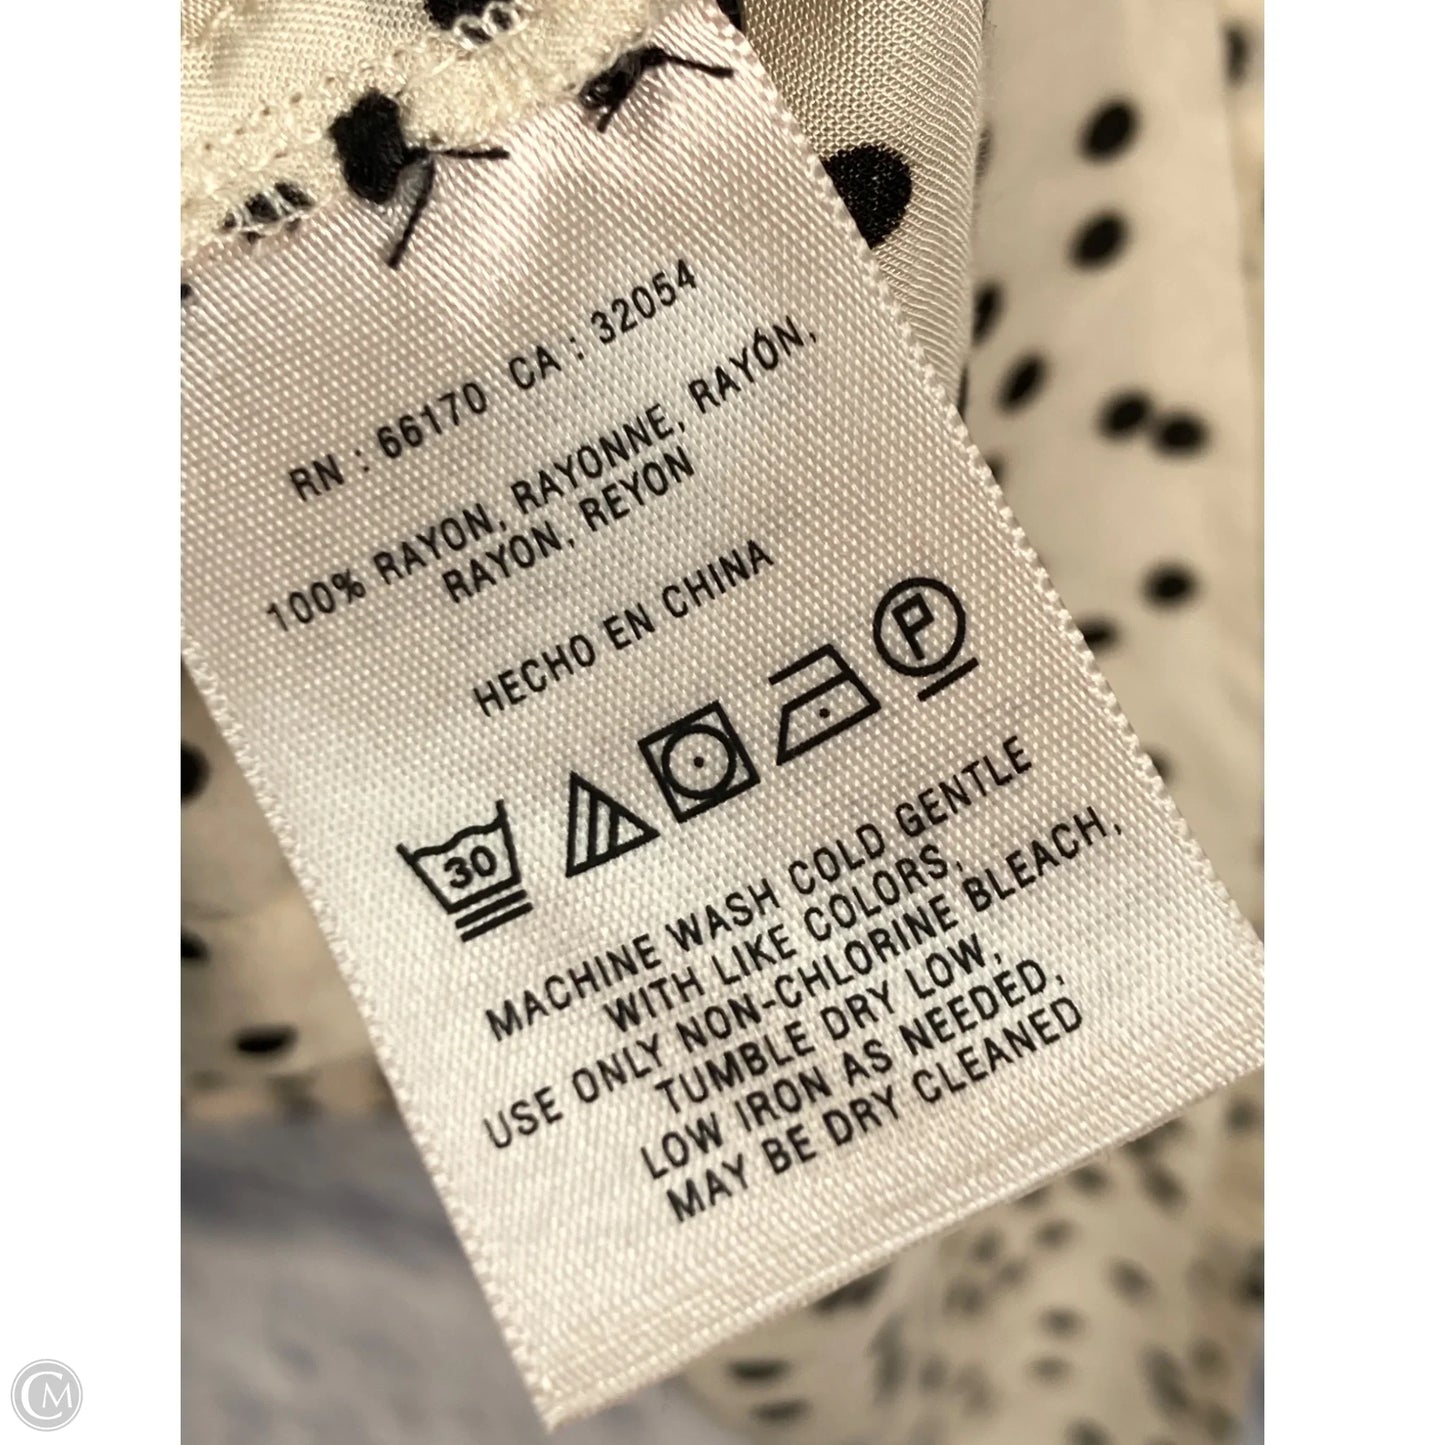 RN : 66170 CA : 32054
100% RAYON, RAYONNE, RAYÓN,
RAYON, REYON
HECHO EN CHINA
30 P
MACHINE WASH COLD GENTLE
WITH LIKE COLORS,
USE ONLY NON-CHLORINE BLEACH,
TUMBLE DRY LOW,
LOW IRON AS NEEDED,
MAY BE DRY CLEANED
CM